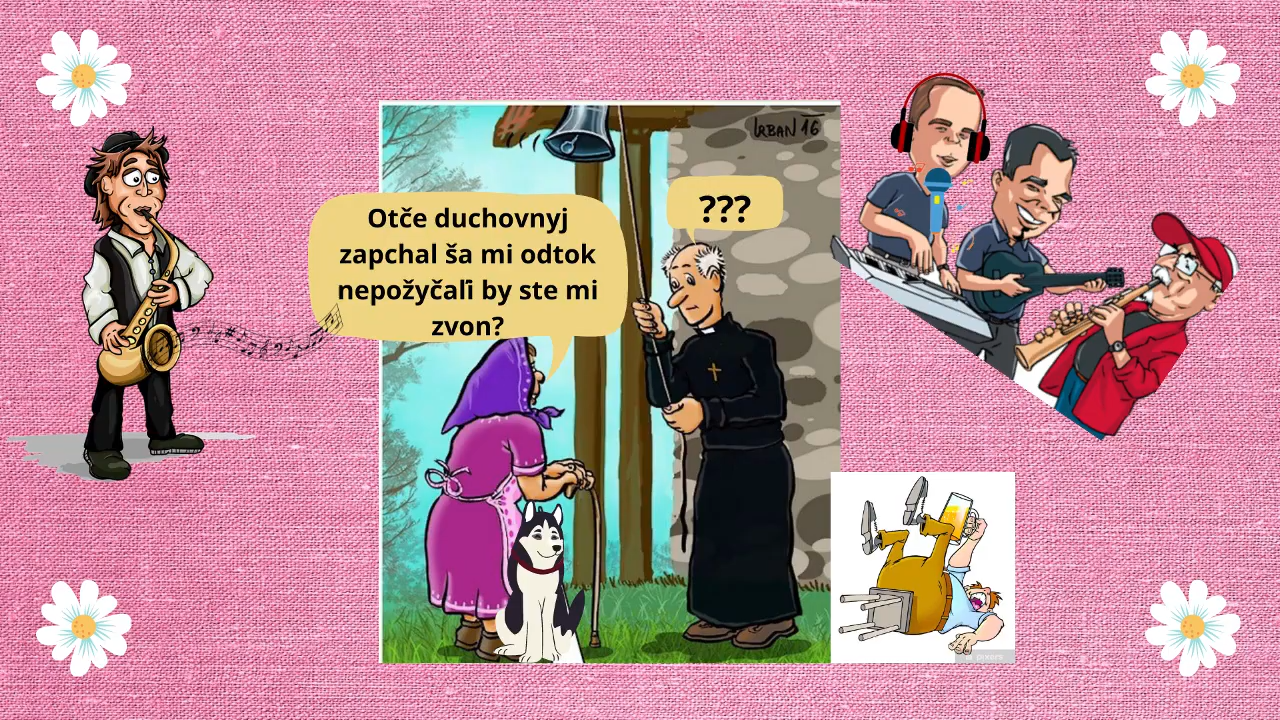 URBAN 16
???
Otče duchovnyj
zapchal ša mi odtok
nepožyčaľi by ste mi
zvon?